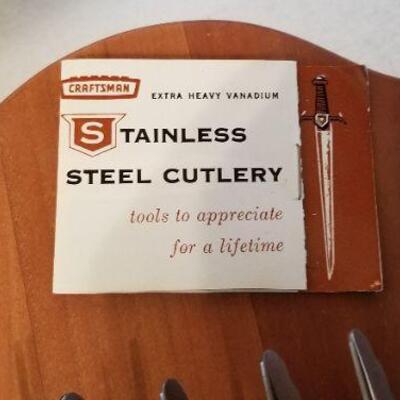 CRAFTSMAN
EXTRA HEAVY VANADIUM
STAINLESS
STEEL CUTLERY
tools to appreciate
for a lifetime